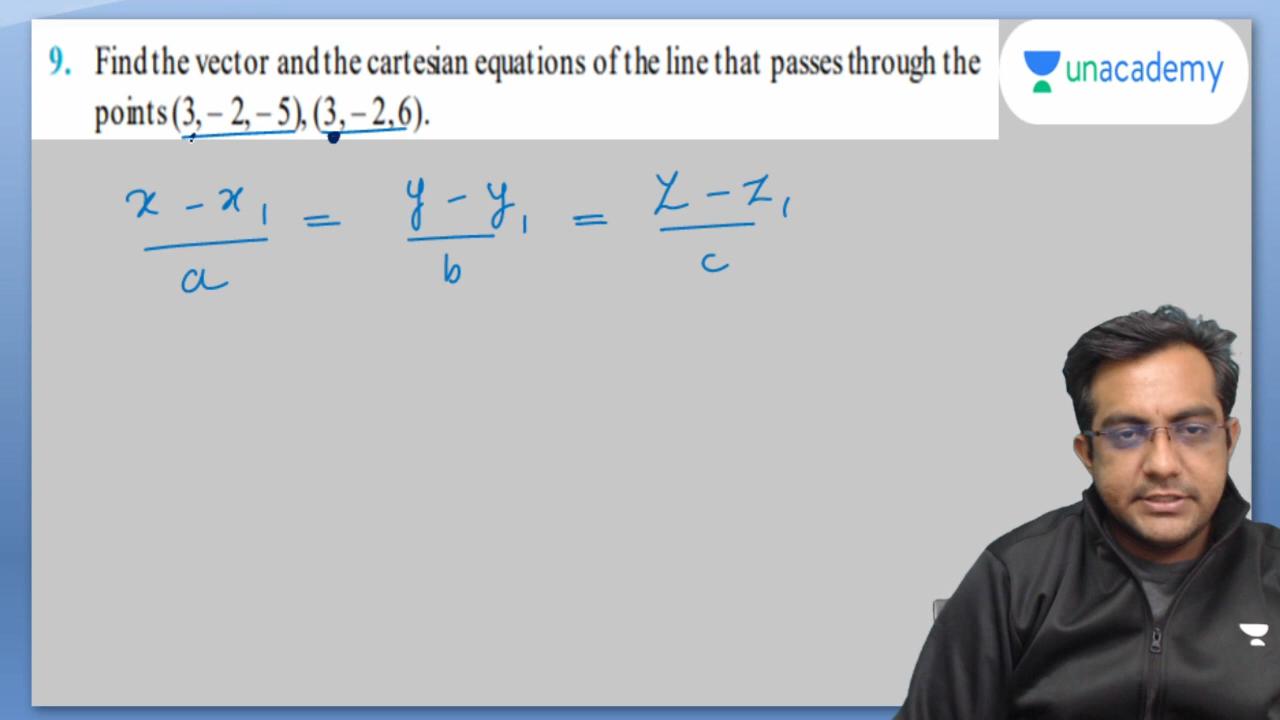 9. Find the vector and the cartesian equations of the line that passes through the
points (3, – 2, – 5), (3, – 2, 6).
unacademy
x - x₁ / a = y - y₁ / b = z - z₁ / c